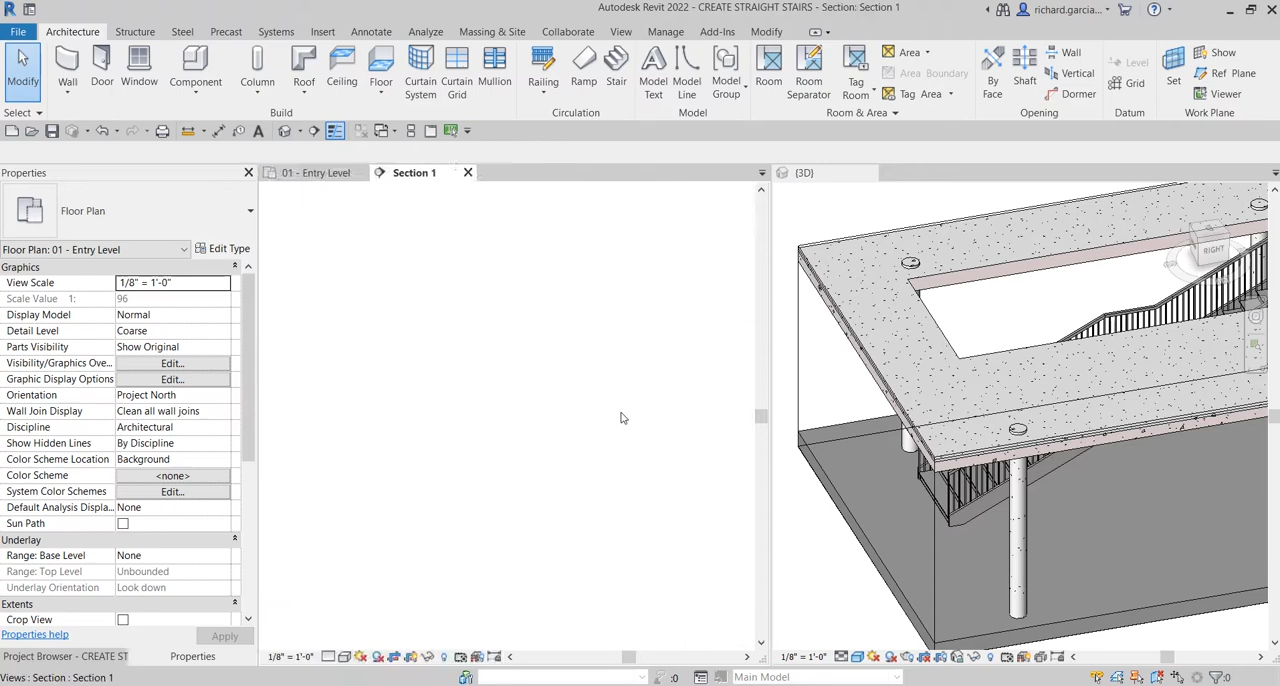 Autodesk Revit 2022 - CREATE STRAIGHT STAIRS - Section: Section 1
richard.garcia...
File Architecture Structure Steel Precast Systems Insert Annotate Analyze Massing & Site Collaborate View Manage Add-Ins Modify
Modify
Wall
Door
Window
Component
Column
Roof
Ceiling
Floor
Curtain System
Curtain Grid
Mullion
Railing
Ramp
Stair
Model Text
Model Line
Model Group
Room
Room Separator
Tag Room
Area
Area Boundary
Tag Area
By Face
Shaft
Wall
Vertical
Dormer
Level
Grid
Set
Show
Ref Plane
Viewer
Select
Build
Circulation
Model
Room & Area
Opening
Datum
Work Plane
Properties
01 - Entry Level
Section 1
{3D}
Floor Plan
Floor Plan: 01 - Entry Level
Edit Type
Graphics
View Scale 1/8" = 1'-0"
Scale Value 1: 96
Display Model Normal
Detail Level Coarse
Parts Visibility Show Original
Visibility/Graphics Ove... Edit...
Graphic Display Options Edit...
Orientation Project North
Wall Join Display Clean all wall joins
Discipline Architectural
Show Hidden Lines By Discipline
Color Scheme Location Background
Color Scheme <none>
System Color Schemes Edit...
Default Analysis Displa... None
Sun Path
Underlay
Range: Base Level None
Range: Top Level Unbounded
Underlay Orientation Look down
Extents
Crop View
Properties help
Apply
Project Browser - CREATE ST
Properties
1/8" = 1'-0"
1/8" = 1'-0"
RIGHT
Views : Section : Section 1
:0
Main Model
:0